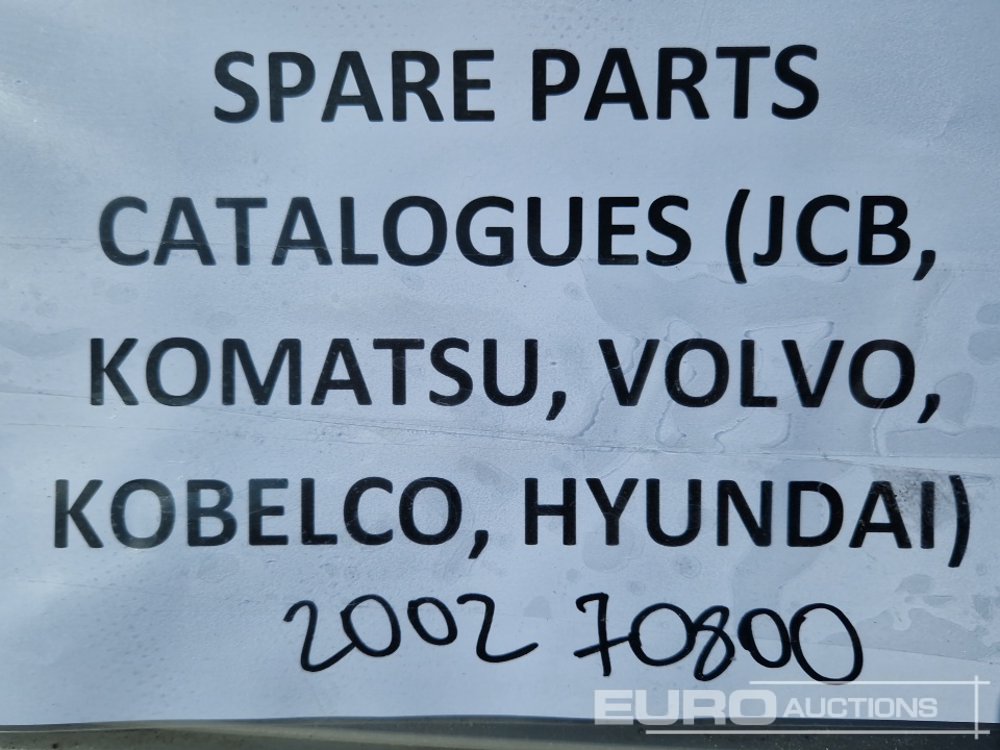 SPARE PARTS
CATALOGUES (JCB,
KOMATSU, VOLVO,
KOBELCO, HYUNDAI)
2002 70800
EURO AUCTIONS